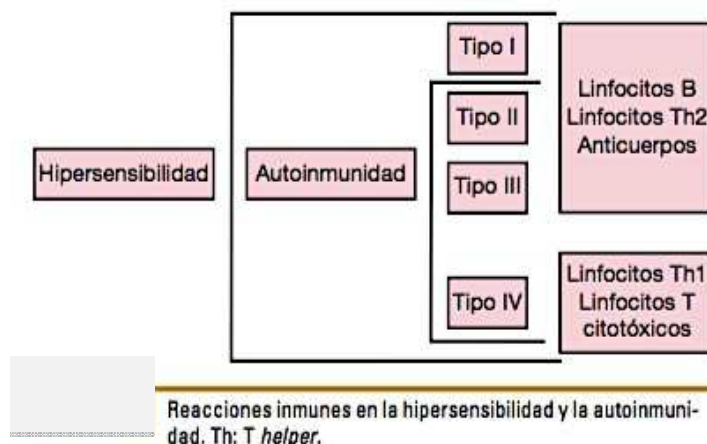 Tipo I
Tipo II
Tipo III
Tipo IV
Hipersensibilidad
Autoinmunidad
Linfocitos B
Linfocitos Th2
Anticuerpos
Linfocitos Th1
Linfocitos T
citotóxicos
Reacciones inmunes en la hipersensibilidad y la autoinmuni-
dad. Th: T helper.